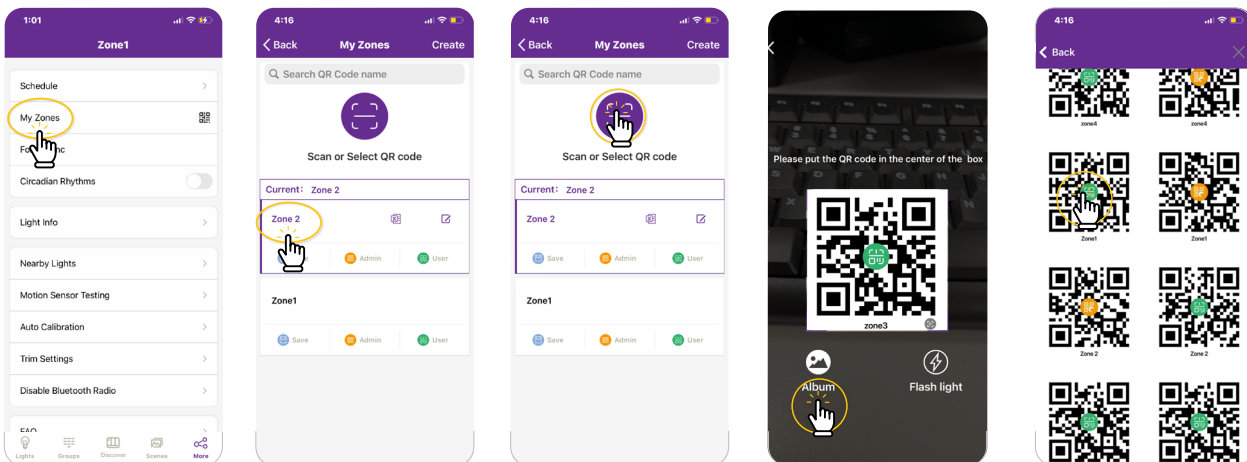 1:01
Zone1
Schedule
My Zones
Circadian Rhythms
Light Info
Nearby Lights
Motion Sensor Testing
Auto Calibration
Trim Settings
Disable Bluetooth Radio
FAQ
Lights Groups Discover Scenes More
4:16
Back My Zones Create
Search QR Code name
Scan or Select QR code
Current: Zone 2
Zone 2
Admin User
Zone1
Save Admin User
4:16
Back My Zones Create
Search QR Code name
Scan or Select QR code
Current: Zone 2
Zone 2
Save Admin User
Zone1
Save Admin User
Please put the QR code in the center of the box
zone3
Album Flash light
4:16
Back
zone4 zone4
Zone1 Zone1
Zone 2 Zone 2